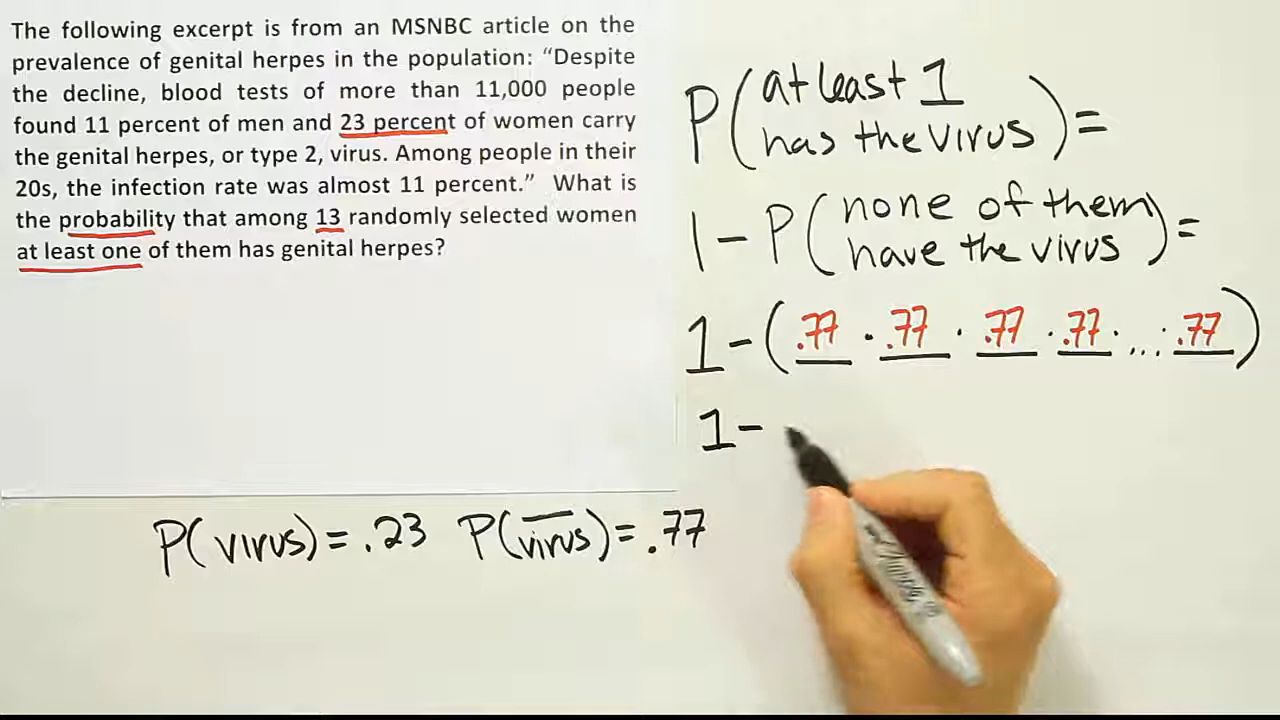 The following excerpt is from an MSNBC article on the
prevalence of genital herpes in the population: “Despite
the decline, blood tests of more than 11,000 people
found 11 percent of men and 23 percent of women carry
the genital herpes, or type 2, virus. Among people in their
20s, the infection rate was almost 11 percent.” What is
the probability that among 13 randomly selected women
at least one of them has genital herpes?
P(at least 1
has the virus)=
1-P(none of them
have the virus)=
1-(.77 · .77 · .77 · .77 · ... · .77)
1-
P(virus)=.23 P(v̅i̅r̅u̅s̅)=.77